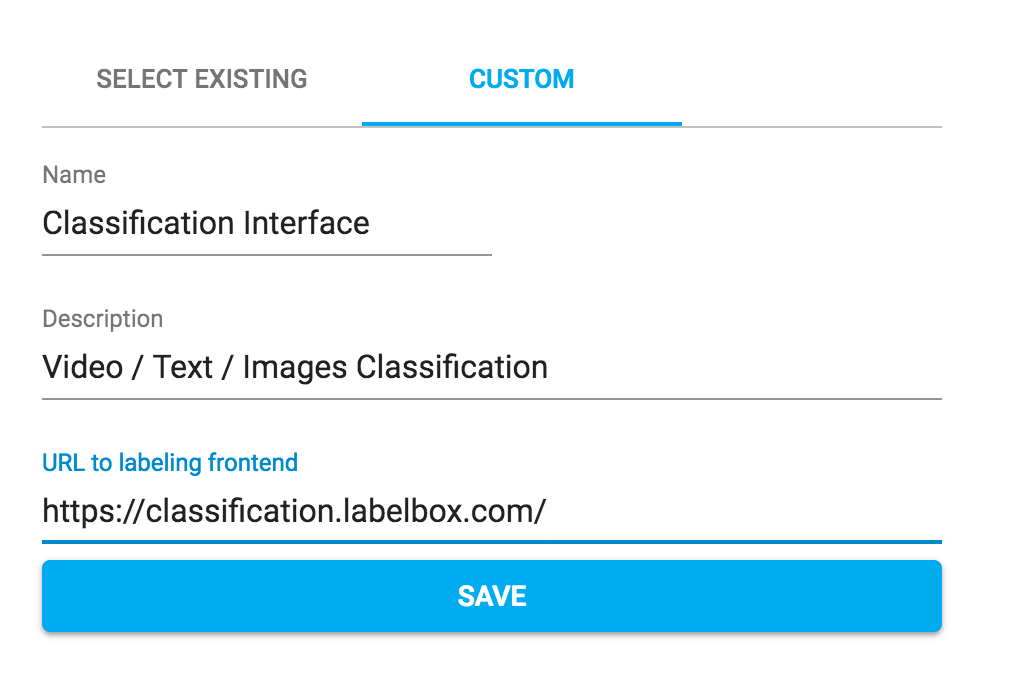 SELECT EXISTING CUSTOM
Name
Classification Interface
Description
Video / Text / Images Classification
URL to labeling frontend
https://classification.labelbox.com/
SAVE